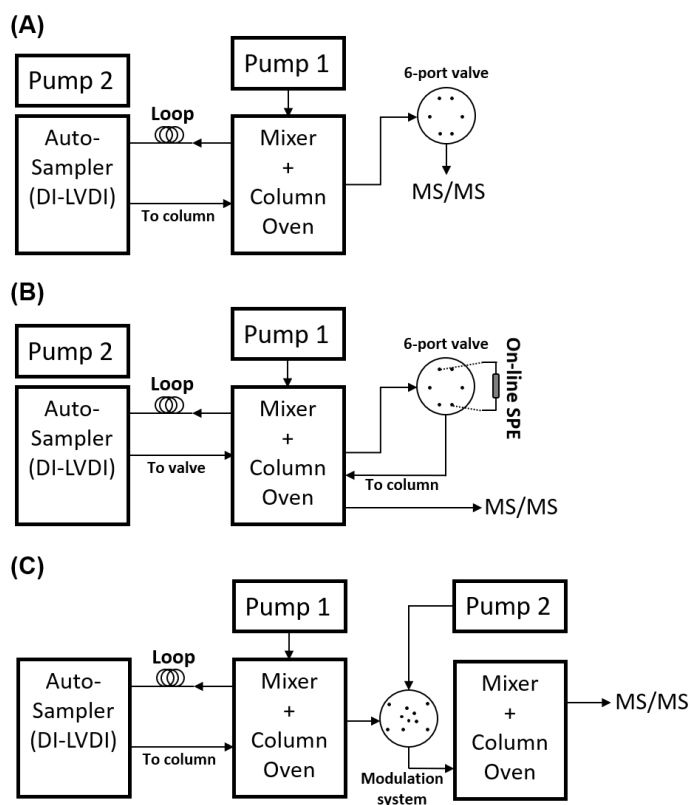 (A)
Pump 2
Pump 1
6-port valve
Loop
Auto-
Sampler
(DI-LVDI)
Mixer
+
Column
Oven
To column
MS/MS
(B)
Pump 2
Pump 1
6-port valve
On-line SPE
Loop
Auto-
Sampler
(DI-LVDI)
Mixer
+
Column
Oven
To valve
To column
MS/MS
(C)
Pump 1
Pump 2
Loop
Auto-
Sampler
(DI-LVDI)
Mixer
+
Column
Oven
To column
Modulation
system
Mixer
+
Column
Oven
MS/MS